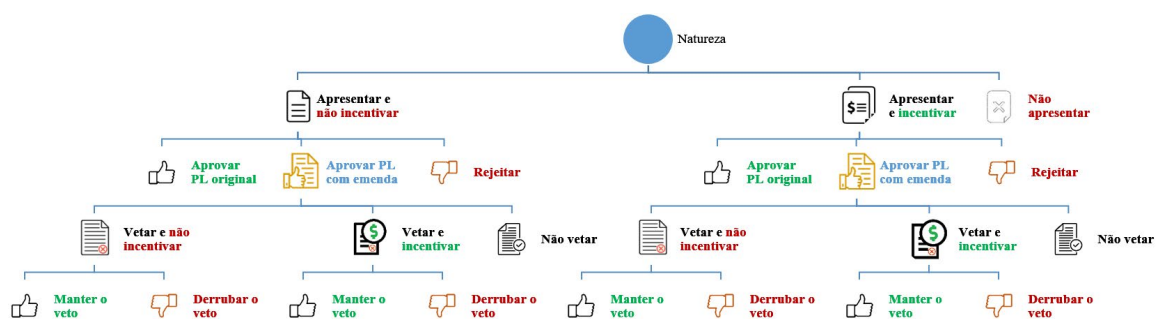 Natureza
Apresentar e
não incentivar
Apresentar
e incentivar
Não
apresentar
Aprovar
PL original
Aprovar PL
com emenda
Rejeitar
Aprovar
PL original
Aprovar PL
com emenda
Rejeitar
Vetar e não
incentivar
Vetar e
incentivar
Não vetar
Vetar e não
incentivar
Vetar e
incentivar
Não vetar
Manter o
veto
Derrubar o
veto
Manter o
veto
Derrubar o
veto
Manter o
veto
Derrubar o
veto
Manter o
veto
Derrubar o
veto